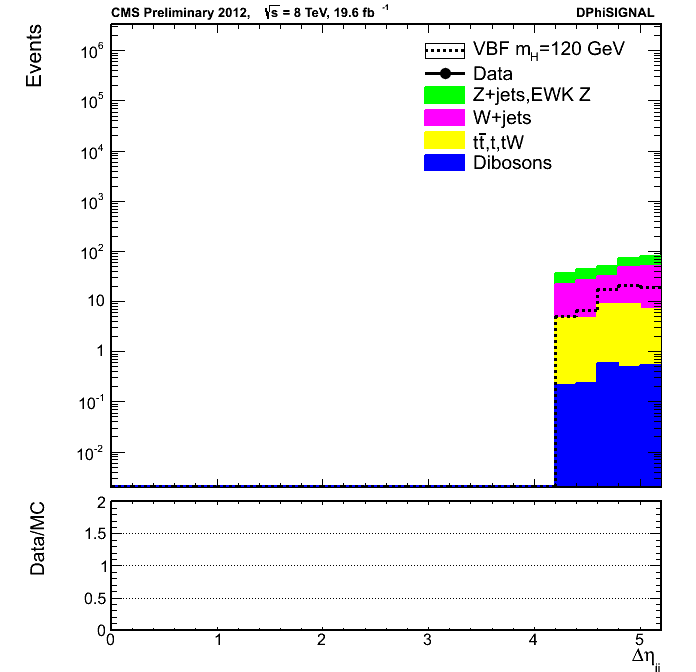 CMS Preliminary 2012, √s = 8 TeV, 19.6 fb⁻¹ DPhiSIGNAL
Events
10⁶
10⁵
10⁴
10³
10²
10
1
10⁻¹
10⁻²
VBF m_H=120 GeV
Data
Z+jets,EWK Z
W+jets
tt̅,t,tW
Dibosons
Data/MC
2
1.5
1
0.5
0
0 1 2 3 4 5
Δη_jj